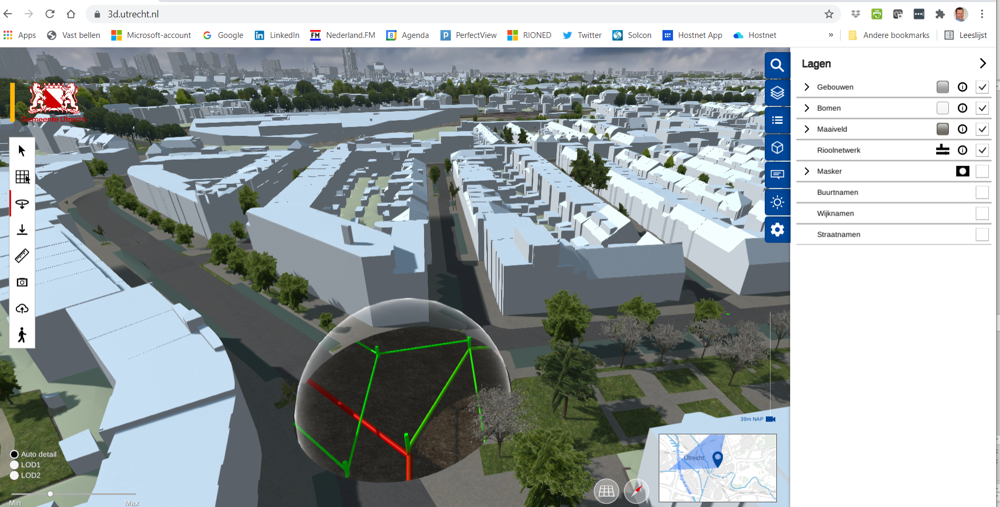 3d.utrecht.nl
Apps Vast bellen Microsoft-account Google LinkedIn FM Nederland.FM 8 Agenda P PerfectView RIONED Twitter Solcon Hostnet App Hostnet » Andere bookmarks Leeslijst
Gemeente Utrecht
Lagen
Gebouwen
Bomen
Maaiveld
Rioolnetwerk
Masker
Buurtnamen
Wijknamen
Straatnamen
39m NAP
Utrecht
Amsterdam-Rijnkanaal
Auto detail
LOD1
LOD2
Min Max